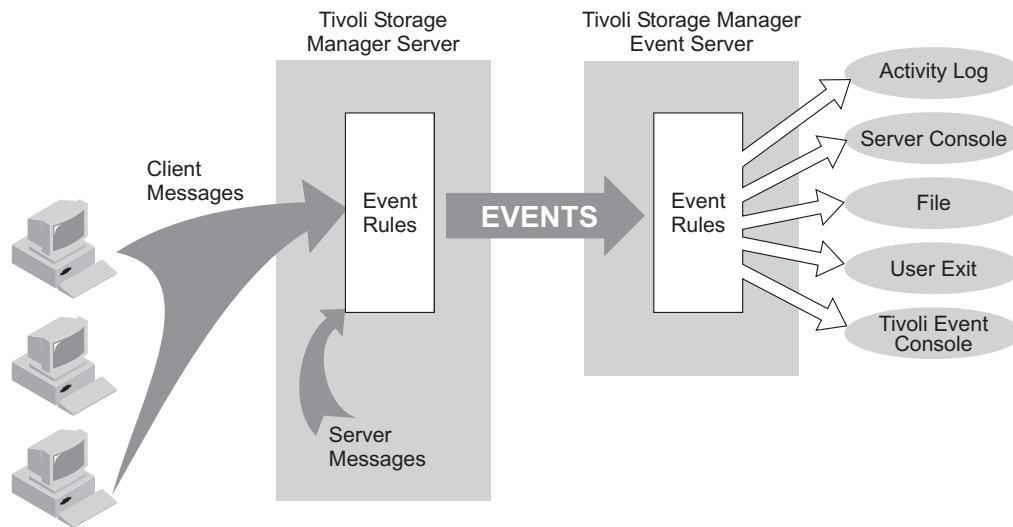 Tivoli Storage
Manager Server
Tivoli Storage Manager
Event Server
Client
Messages
Event
Rules
Server
Messages
EVENTS
Event
Rules
Activity Log
Server Console
File
User Exit
Tivoli Event
Console